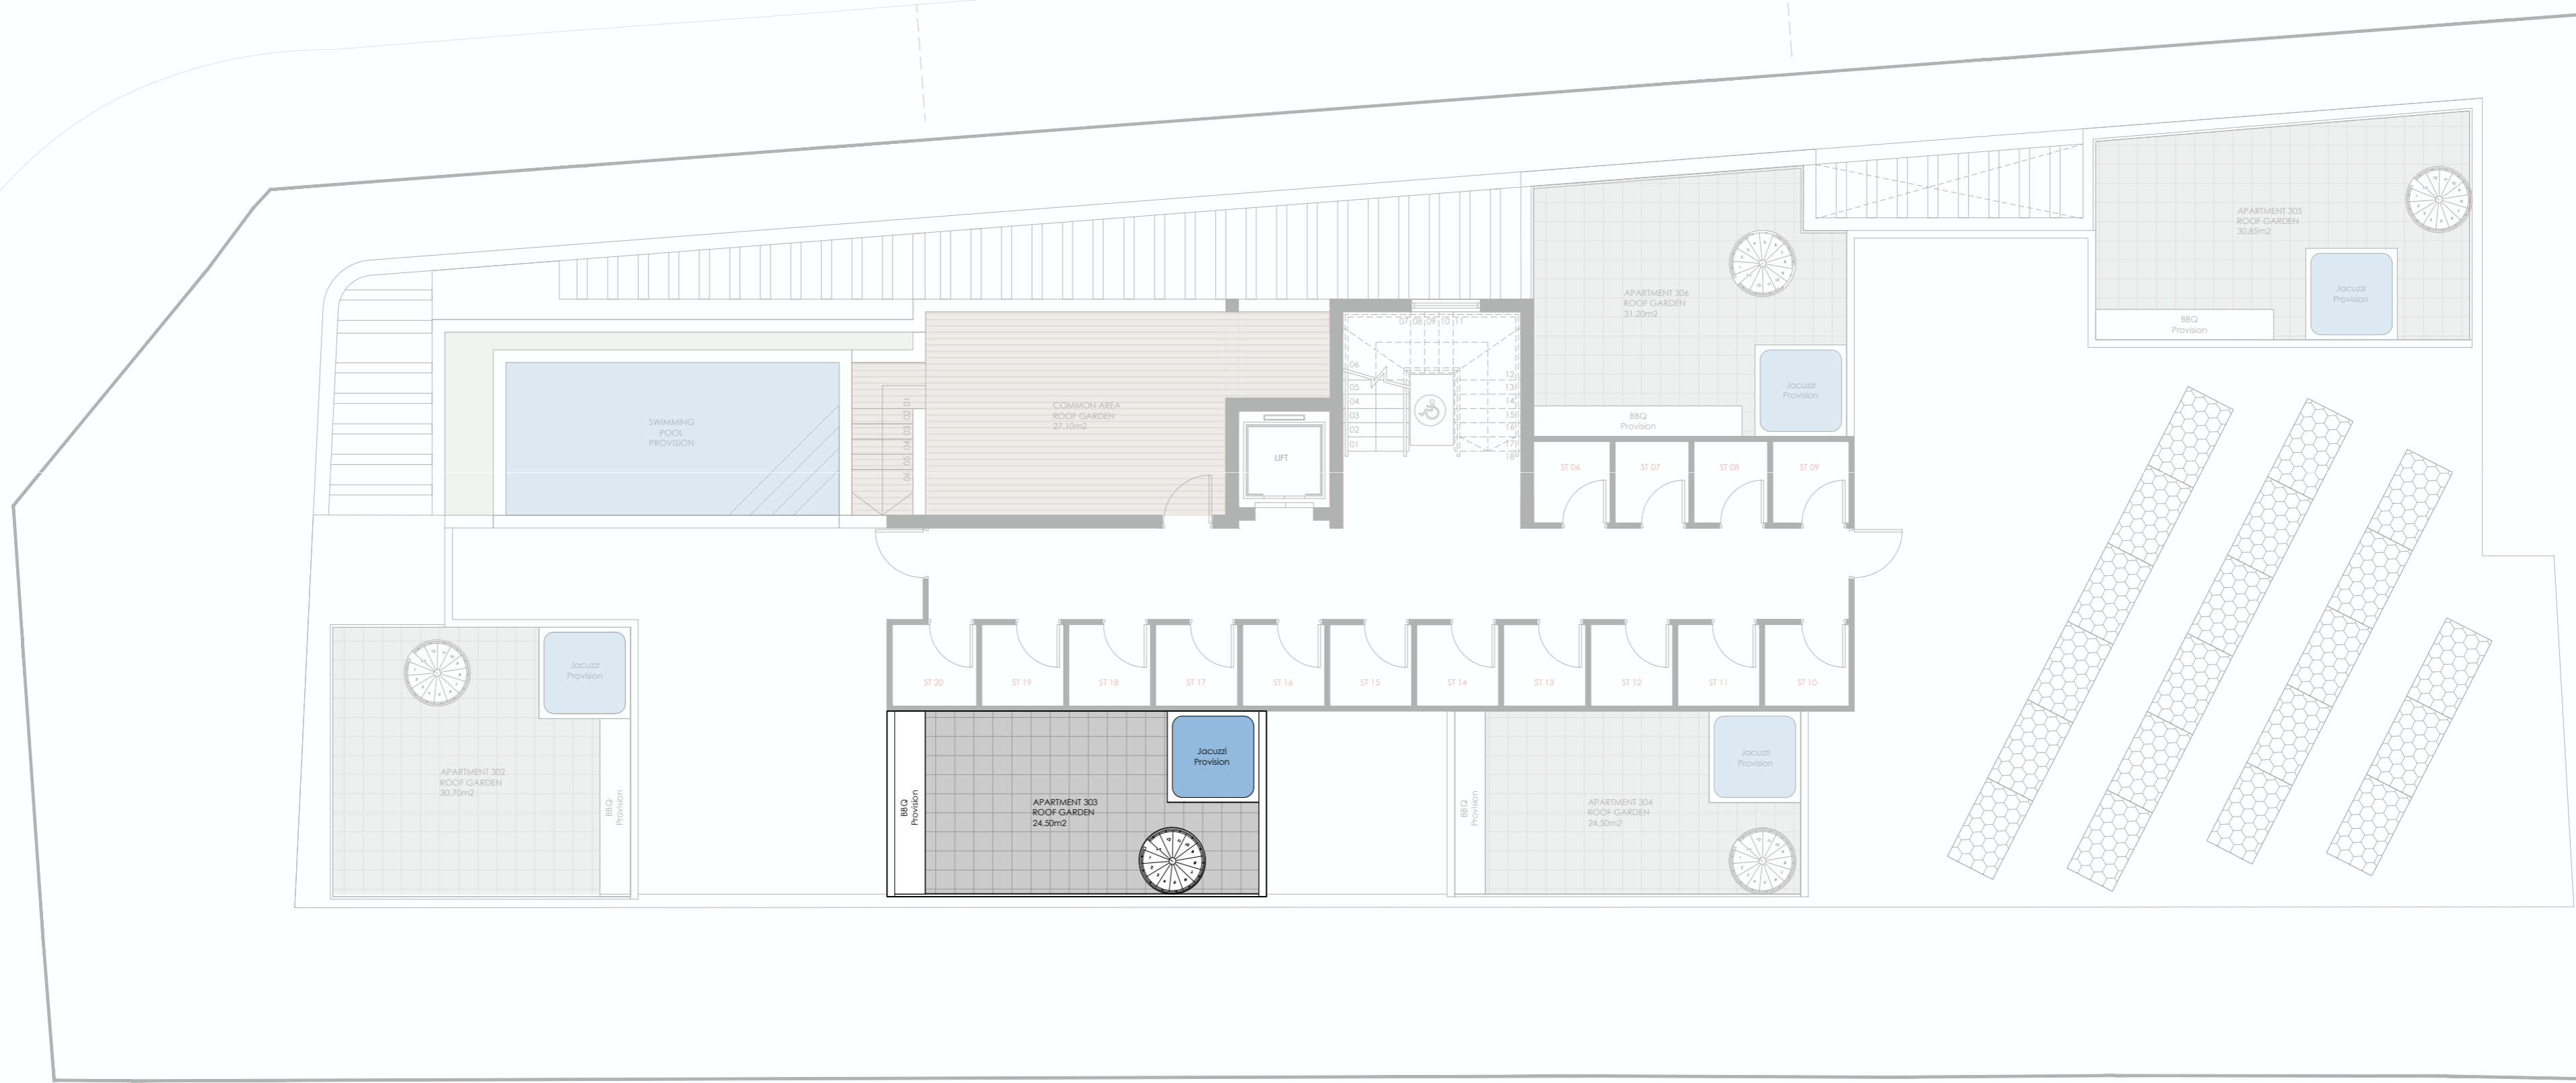 APARTMENT 305
ROOF GARDEN
30.85m2
Jacuzzi
Provision
BBQ
Provision
APARTMENT 306
ROOF GARDEN
31.20m2
Jacuzzi
Provision
BBQ
Provision
07 08 09 10 11
06
05
04
03
02
01
12
13
14
15
16
17
18
COMMON AREA
ROOF GARDEN
27.10m2
06 05 04 03 02 01
SWIMMING
POOL
PROVISION
LIFT
ST 06
ST 07
ST 08
ST 09
ST 20
ST 19
ST 18
ST 17
ST 16
ST 15
ST 14
ST 13
ST 12
ST 11
ST 10
Jacuzzi
Provision
APARTMENT 302
ROOF GARDEN
30.70m2
BBQ
Provision
BBQ
Provision
Jacuzzi
Provision
APARTMENT 303
ROOF GARDEN
24.50m2
BBQ
Provision
Jacuzzi
Provision
APARTMENT 304
ROOF GARDEN
24.50m2